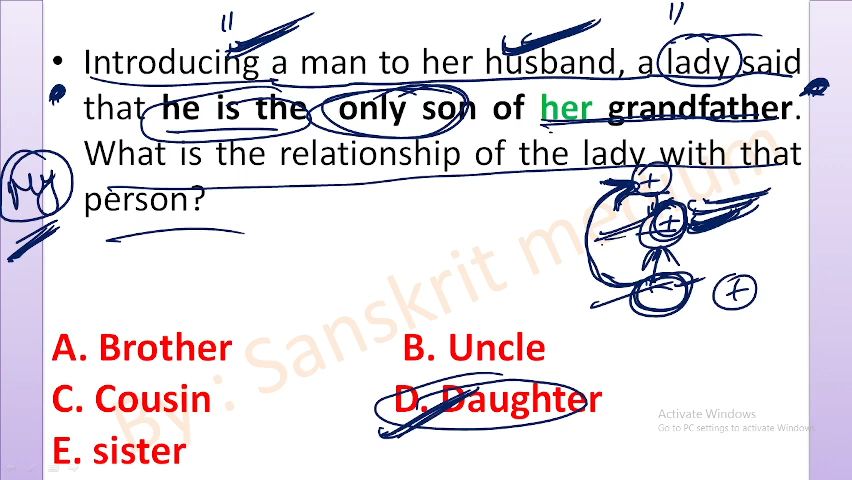 • Introducing a man to her husband, a lady said
that he is the only son of her grandfather.
What is the relationship of the lady with that
person?
My
By : Sanskrit medium
A. Brother B. Uncle
C. Cousin D. Daughter
E. sister
Activate Windows
Go to PC settings to activate Windows.